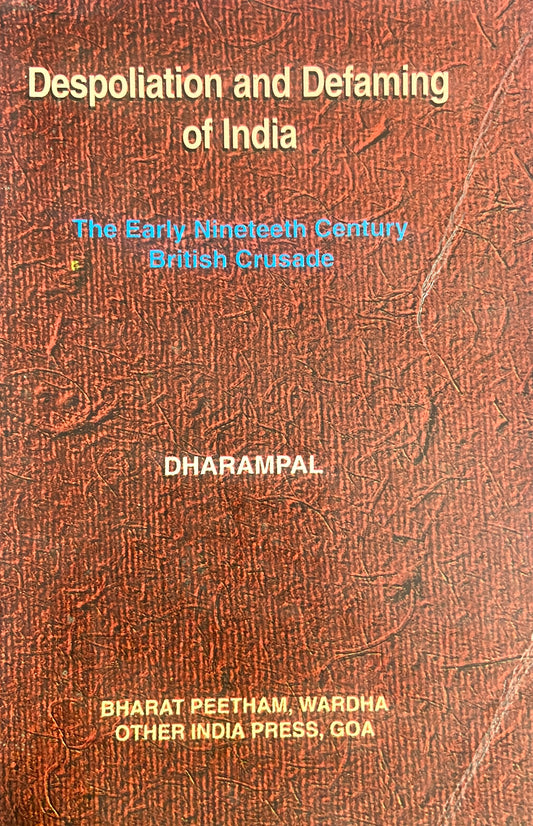 Despoliation and Defaming
of India
The Early Nineteeth Century
British Crusade
DHARAMPAL
BHARAT PEETHAM, WARDHA
OTHER INDIA PRESS, GOA